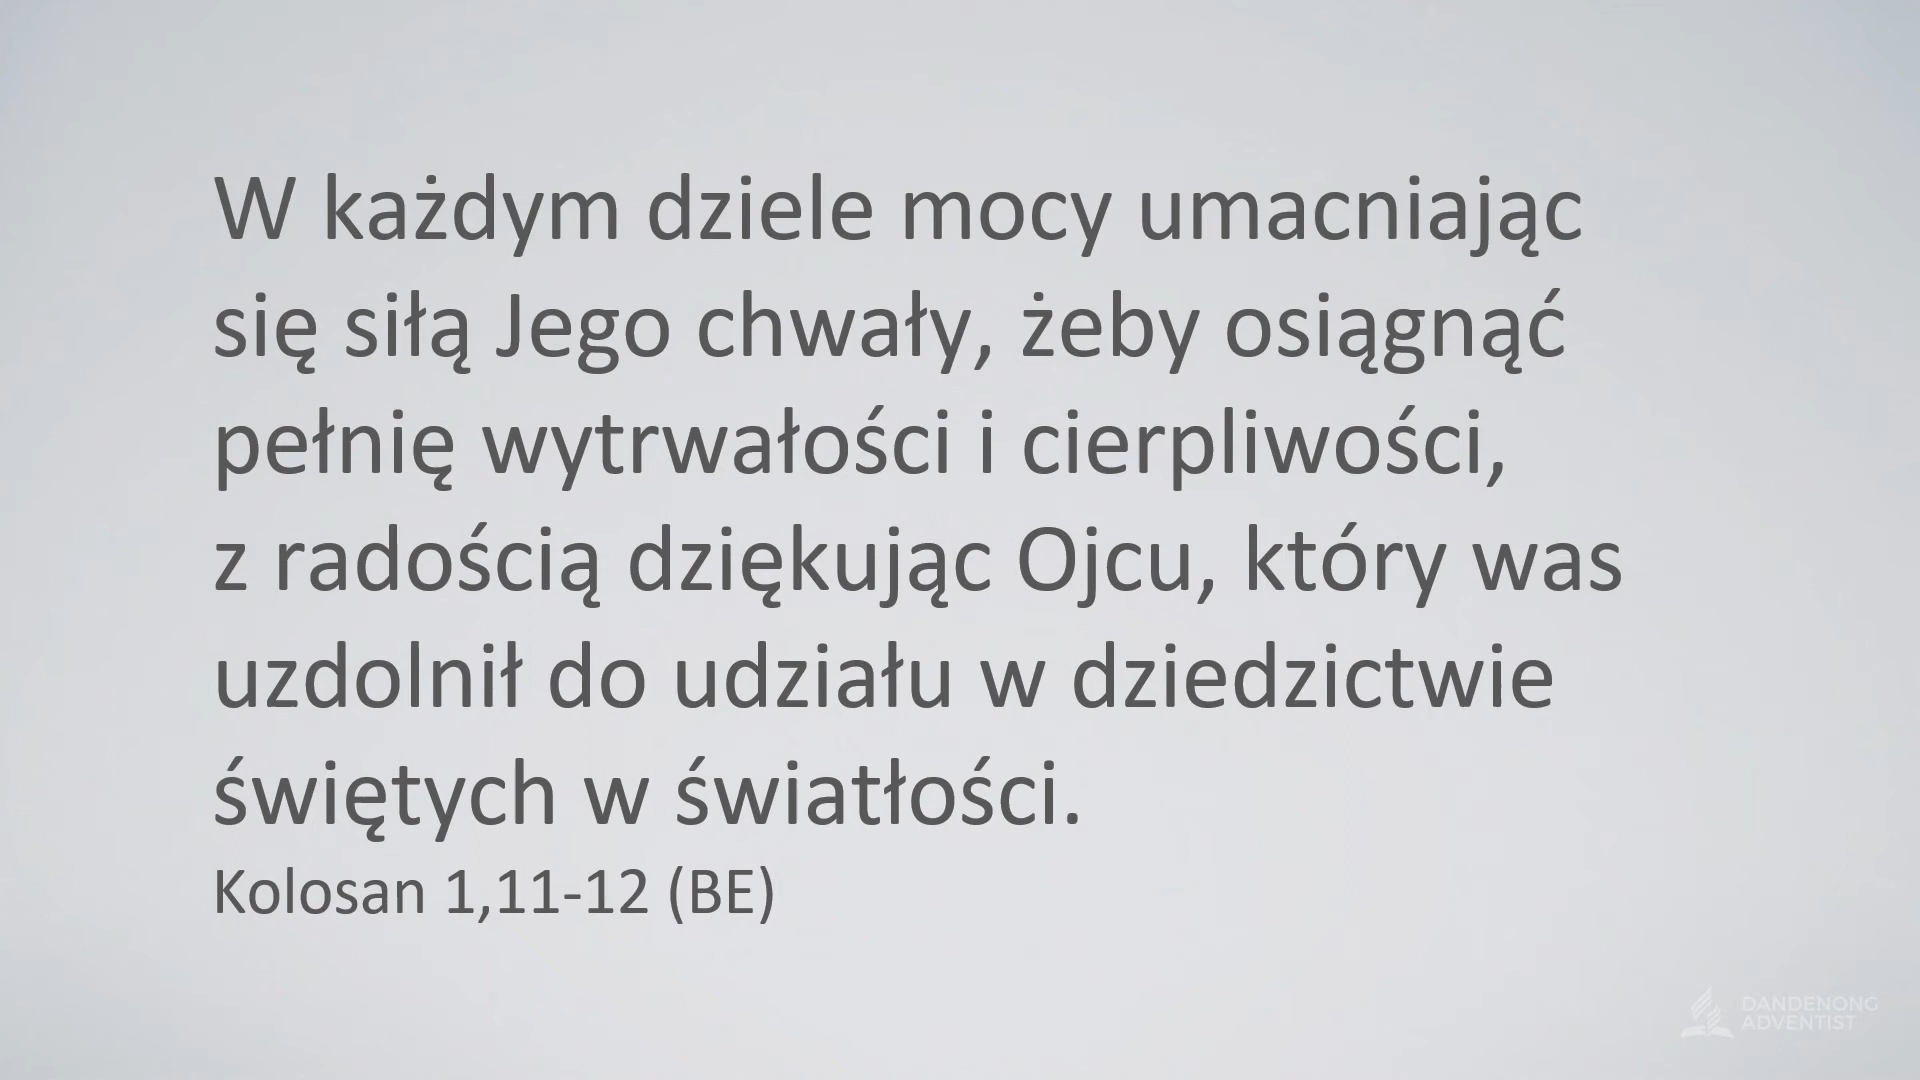 W każdym dziele mocy umacniając
się siłą Jego chwały, żeby osiągnąć
pełnię wytrwałości i cierpliwości,
z radością dziękując Ojcu, który was
uzdolnił do udziału w dziedzictwie
świętych w światłości.
Kolosan 1,11-12 (BE)
DANDENONG
ADVENTIST